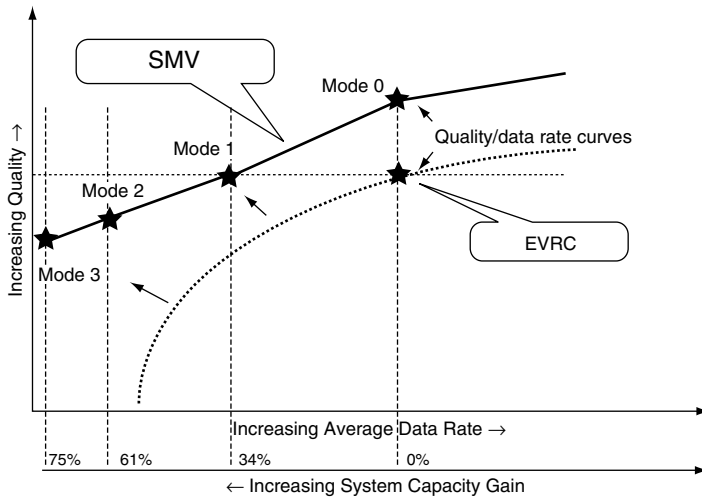 SMV
Mode 0
Quality/data rate curves
Mode 1
Mode 2
EVRC
Mode 3
Increasing Quality →
Increasing Average Data Rate →
75% 61% 34% 0%
← Increasing System Capacity Gain